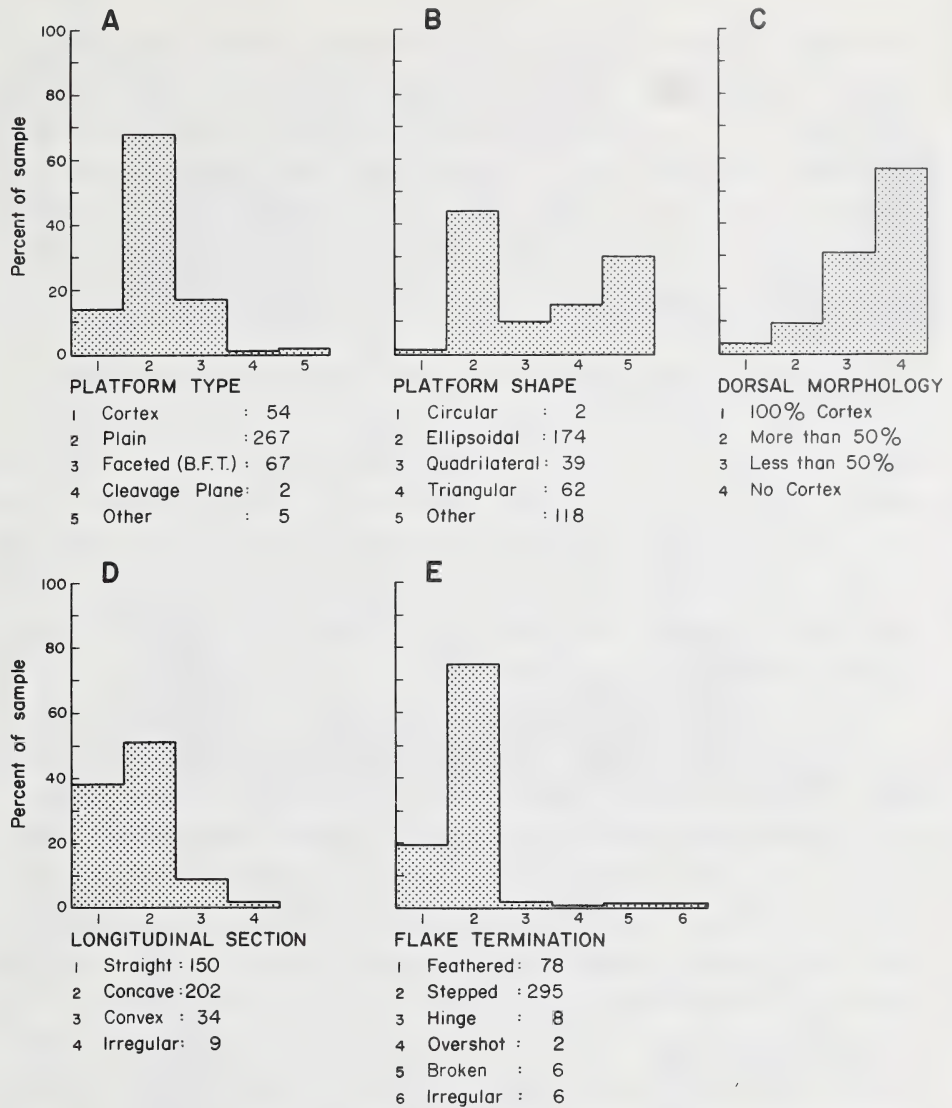 A
B
C
Percent of sample
100
80
60
40
20
0
1 2 3 4 5
PLATFORM TYPE
1 Cortex : 54
2 Plain : 267
3 Faceted (B.F.T.) : 67
4 Cleavage Plane: 2
5 Other : 5
1 2 3 4 5
PLATFORM SHAPE
1 Circular : 2
2 Ellipsoidal : 174
3 Quadrilateral : 39
4 Triangular : 62
5 Other : 118
1 2 3 4
DORSAL MORPHOLOGY
1 100% Cortex
2 More than 50%
3 Less than 50%
4 No Cortex
D
E
Percent of sample
100
80
60
40
20
0
1 2 3 4
LONGITUDINAL SECTION
1 Straight : 150
2 Concave : 202
3 Convex : 34
4 Irregular: 9
1 2 3 4 5 6
FLAKE TERMINATION
1 Feathered: 78
2 Stepped : 295
3 Hinge : 8
4 Overshot : 2
5 Broken : 6
6 Irregular : 6